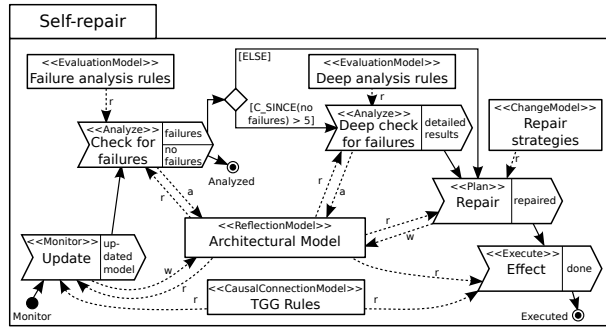 Self-repair
<<EvaluationModel>>
Failure analysis rules
r
[ELSE]
[C_SINCE(no
failures) > 5]
<<EvaluationModel>>
Deep analysis rules
r
<<Analyze>>
Check for
failures
failures
no
failures
Analyzed
<<Analyze>>
Deep check
for failures
detailed
results
<<ChangeModel>>
Repair
strategies
r
a
r
r
a
<<ReflectionModel>>
Architectural Model
r
w
<<Plan>>
Repair
repaired
<<Monitor>>
Update
up-
dated
model
w
r
r
<<Execute>>
Effect
done
Monitor
r
<<CausalConnectionModel>>
TGG Rules
r
Executed